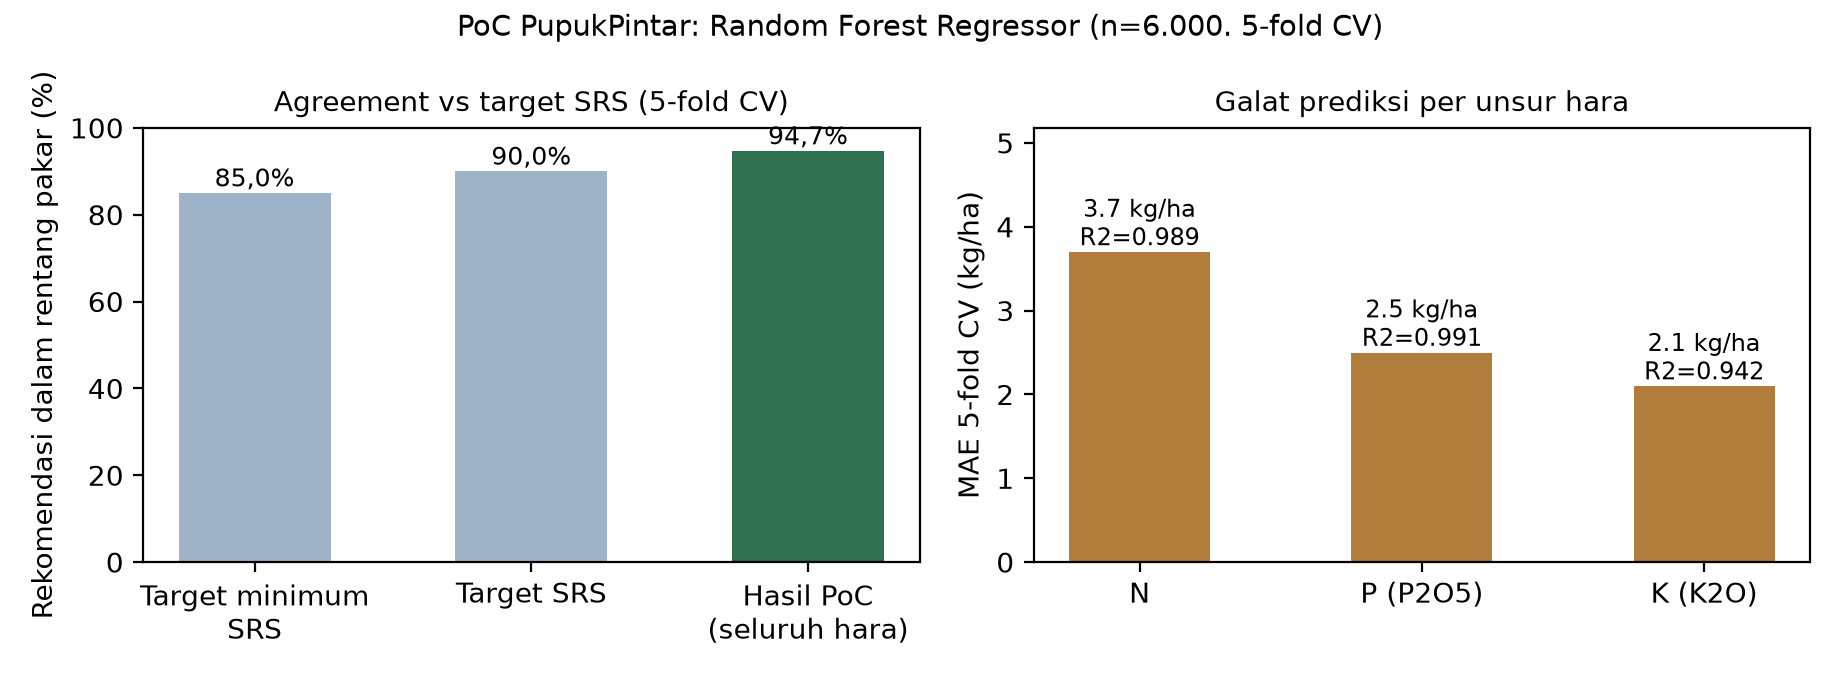 PoC PupukPintar: Random Forest Regressor (n=6.000. 5-fold CV)
Agreement vs target SRS (5-fold CV)
Rekomendasi dalam rentang pakar (%)
100
80
60
40
20
0
85,0%
90,0%
94,7%
Target minimum
SRS
Target SRS
Hasil PoC
(seluruh hara)
Galat prediksi per unsur hara
MAE 5-fold CV (kg/ha)
5
4
3
2
1
0
3.7 kg/ha
R2=0.989
2.5 kg/ha
R2=0.991
2.1 kg/ha
R2=0.942
N
P (P2O5)
K (K2O)